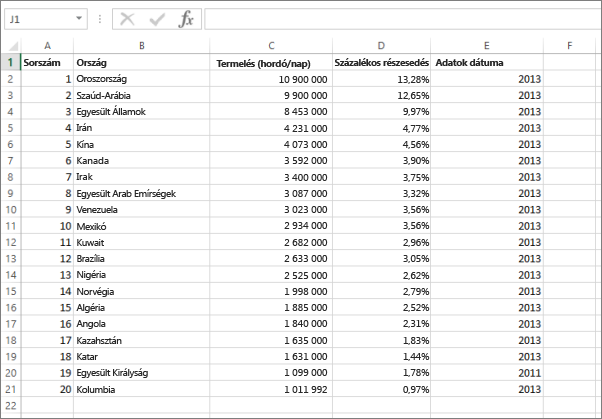 J1 fx
A B C D E F
1 Sorszám Ország Termelés (hordó/nap) Százalékos részesedés Adatok dátuma
2 1 Oroszország 10 900 000 13,28% 2013
3 2 Szaúd-Arábia 9 900 000 12,65% 2013
4 3 Egyesült Államok 8 453 000 9,97% 2013
5 4 Irán 4 231 000 4,77% 2013
6 5 Kína 4 073 000 4,56% 2013
7 6 Kanada 3 592 000 3,90% 2013
8 7 Irak 3 400 000 3,75% 2013
9 8 Egyesült Arab Emírségek 3 087 000 3,32% 2013
10 9 Venezuela 3 023 000 3,56% 2013
11 10 Mexikó 2 934 000 3,56% 2013
12 11 Kuwait 2 682 000 2,96% 2013
13 12 Brazília 2 633 000 3,05% 2013
14 13 Nigéria 2 525 000 2,62% 2013
15 14 Norvégia 1 998 000 2,79% 2013
16 15 Algéria 1 885 000 2,52% 2013
17 16 Angola 1 840 000 2,31% 2013
18 17 Kazahsztán 1 635 000 1,83% 2013
19 18 Katar 1 631 000 1,44% 2013
20 19 Egyesült Királyság 1 099 000 1,78% 2011
21 20 Kolumbia 1 011 992 0,97% 2013
22